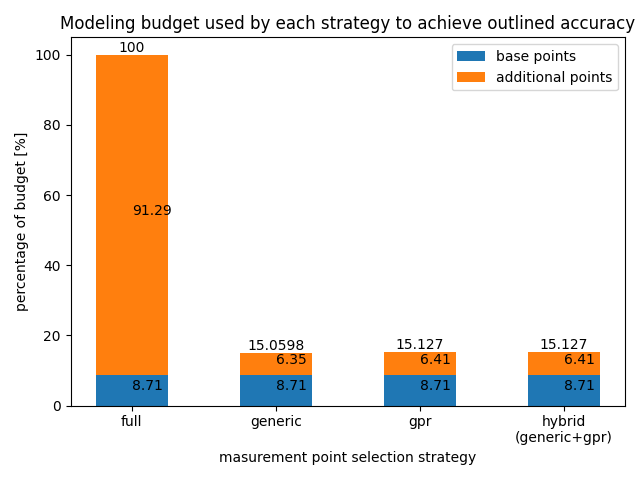 Modeling budget used by each strategy to achieve outlined accuracy
percentage of budget [%]
100
80
60
40
20
0
base points
additional points
100
91.29
8.71
15.0598
6.35
8.71
15.127
6.41
8.71
15.127
6.41
8.71
full
generic
gpr
hybrid
(generic+gpr)
masurement point selection strategy